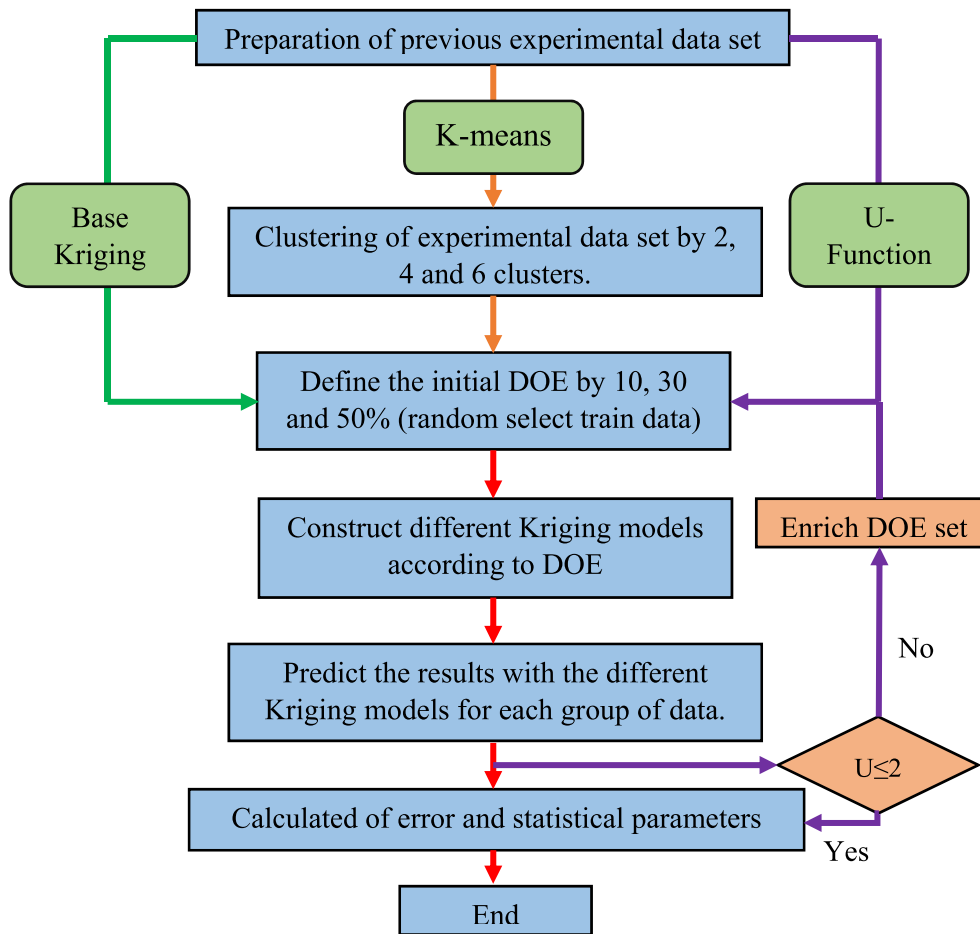 Preparation of previous experimental data set
K-means
Base
Kriging
U-
Function
Clustering of experimental data set by 2,
4 and 6 clusters.
Define the initial DOE by 10, 30
and 50% (random select train data)
Construct different Kriging models
according to DOE
Enrich DOE set
No
Predict the results with the different
Kriging models for each group of data.
U≤2
Calculated of error and statistical parameters
Yes
End